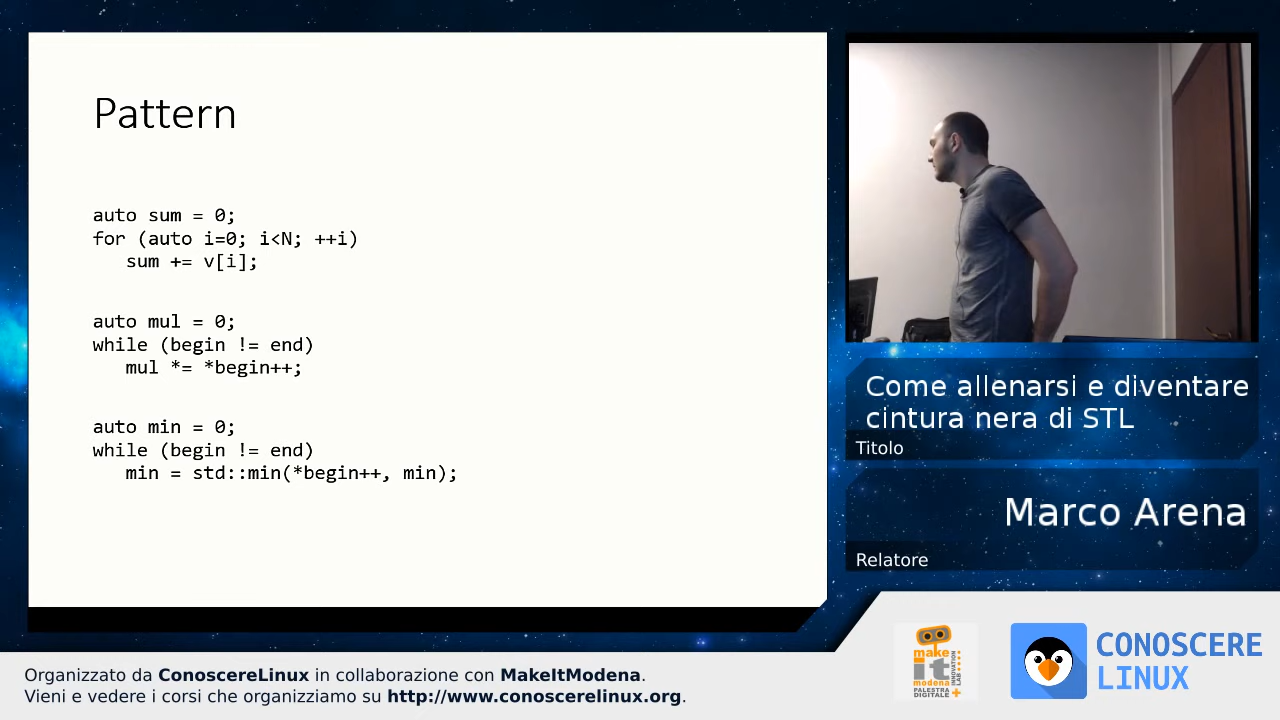 Pattern
auto sum = 0;
for (auto i=0; i<N; ++i)
sum += v[i];
auto mul = 0;
while (begin != end)
mul *= *begin++;
auto min = 0;
while (begin != end)
min = std::min(*begin++, min);
Come allenarsi e diventare
cintura nera di STL
Titolo
Marco Arena
Relatore
make
it
modena
PALESTRA
DIGITALE
INNOVATION
LAB
CONOSCERE
LINUX
Organizzato da ConoscereLinux in collaborazione con MakeItModena.
Vieni e vedere i corsi che organizziamo su http://www.conoscerelinux.org.